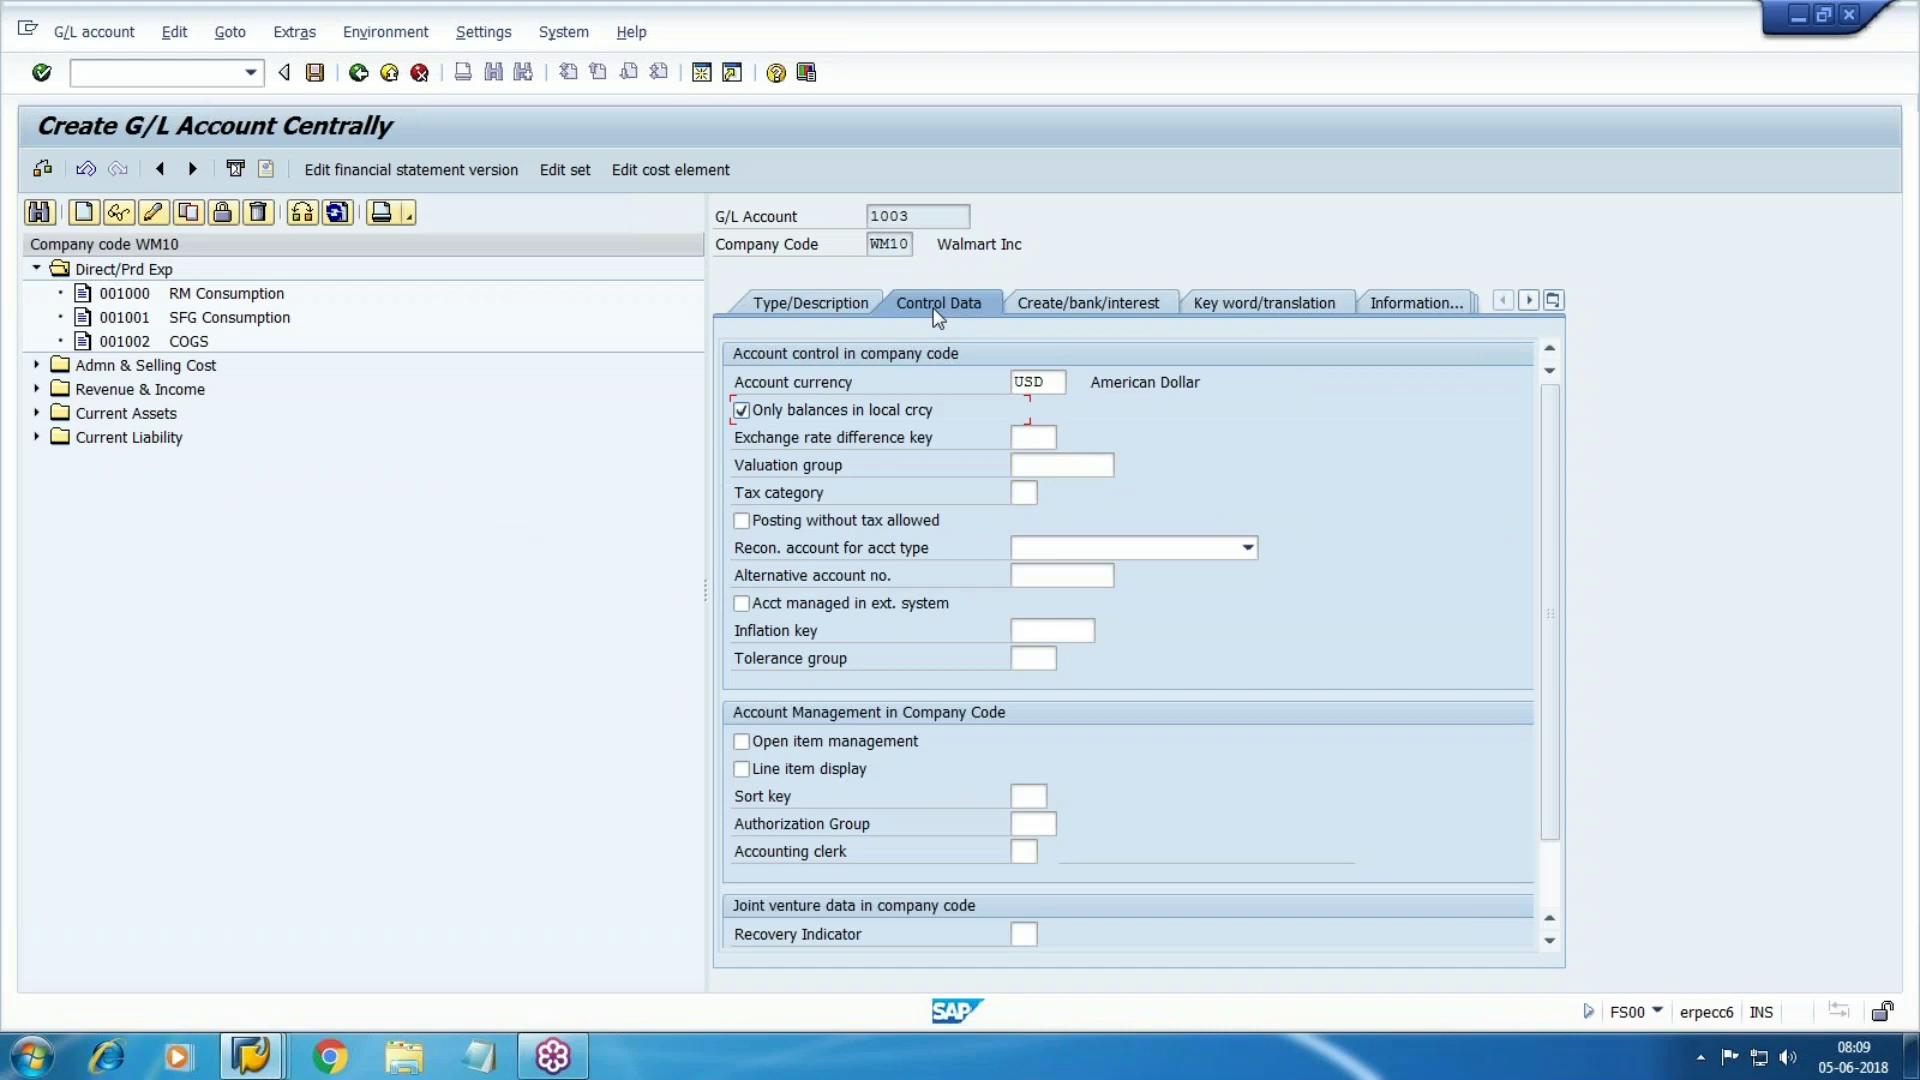 G/L account Edit Goto Extras Environment Settings System Help
Create G/L Account Centrally
Edit financial statement version Edit set Edit cost element
G/L Account 1003
Company code WM10
Company Code WM10 Walmart Inc
Direct/Prd Exp
001000 RM Consumption
001001 SFG Consumption
001002 COGS
Admn & Selling Cost
Revenue & Income
Current Assets
Current Liability
Type/Description Control Data Create/bank/interest Key word/translation Information...
Account control in company code
Account currency USD American Dollar
Only balances in local crcy
Exchange rate difference key
Valuation group
Tax category
Posting without tax allowed
Recon. account for acct type
Alternative account no.
Acct managed in ext. system
Inflation key
Tolerance group
Account Management in Company Code
Open item management
Line item display
Sort key
Authorization Group
Accounting clerk
Joint venture data in company code
Recovery Indicator
SAP
FS00 erpecc6 INS
08:09
05-06-2018